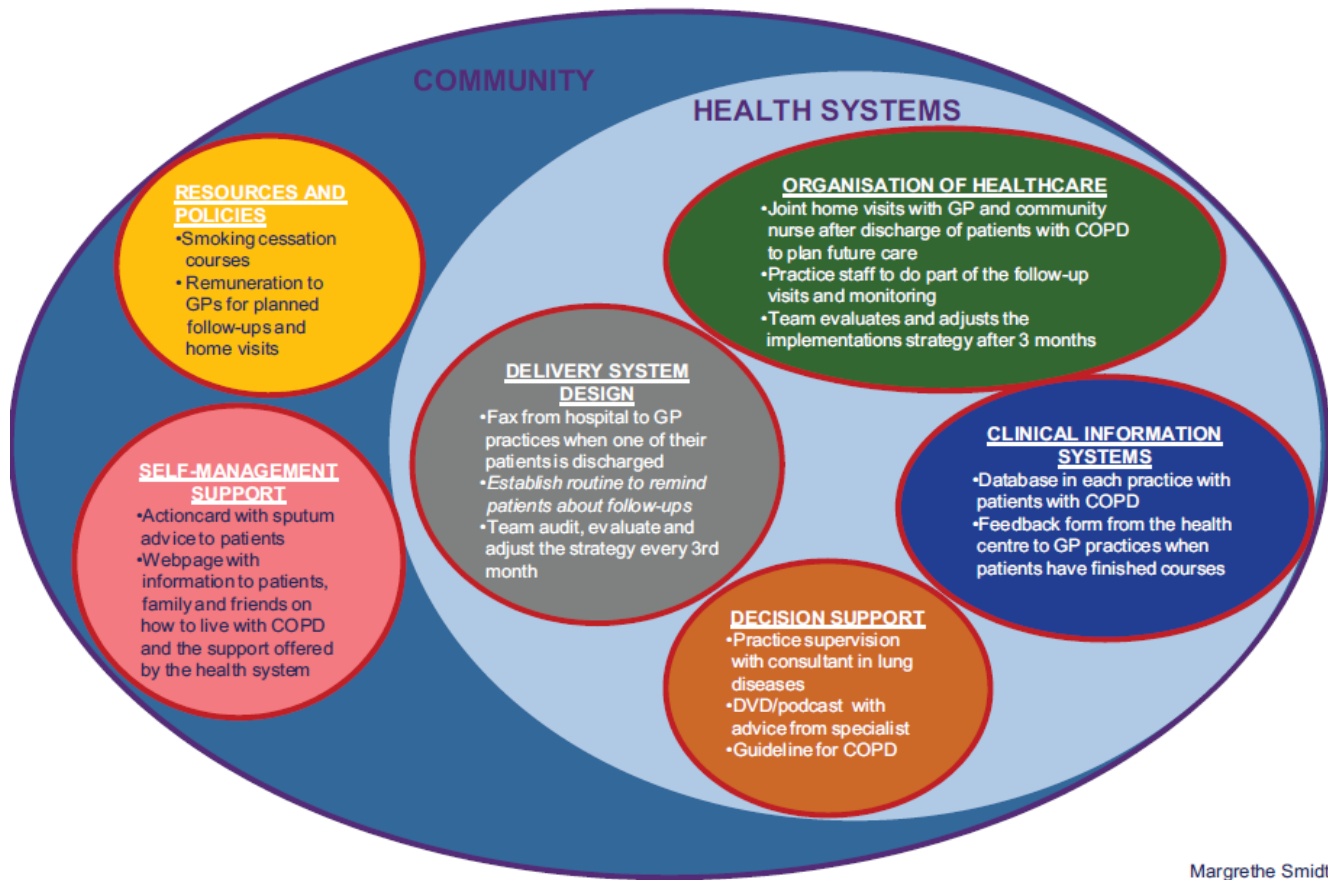 COMMUNITY
HEALTH SYSTEMS
RESOURCES AND
POLICIES
•Smoking cessation
courses
• Remuneration to
GPs for planned
follow-ups and
home visits
SELF-MANAGEMENT
SUPPORT
•Actioncard with sputum
advice to patients
•Webpage with
information to patients,
family and friends on
how to live with COPD
and the support offered
by the health system
DELIVERY SYSTEM
DESIGN
•Fax from hospital to GP
practices when one of their
patients is discharged
•Establish routine to remind
patients about follow-ups
•Team audit, evaluate and
adjust the strategy every 3rd
month
ORGANISATION OF HEALTHCARE
•Joint home visits with GP and community
nurse after discharge of patients with COPD
to plan future care
•Practice staff to do part of the follow-up
visits and monitoring
•Team evaluates and adjusts the
implementations strategy after 3 months
CLINICAL INFORMATION
SYSTEMS
•Database in each practice with
patients with COPD
•Feedback form from the health
centre to GP practices when
patients have finished courses
DECISION SUPPORT
•Practice supervision
with consultant in lung
diseases
•DVD/podcast with
advice from specialist
•Guideline for COPD
Margrethe Smidt